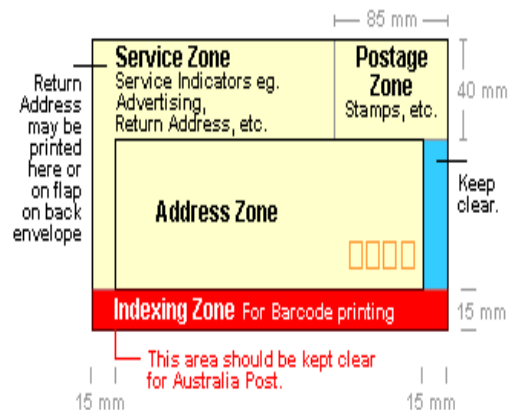 85 mm
Service Zone
Service Indicators eg.
Advertising,
Return Address, etc.
Postage
Zone
Stamps, etc.
40 mm
Return
Address
may be
printed
here or
on flap
on back
envelope
Address Zone
Keep
clear.
Indexing Zone For Barcode printing
15 mm
This area should be kept clear
for Australia Post.
15 mm
15 mm